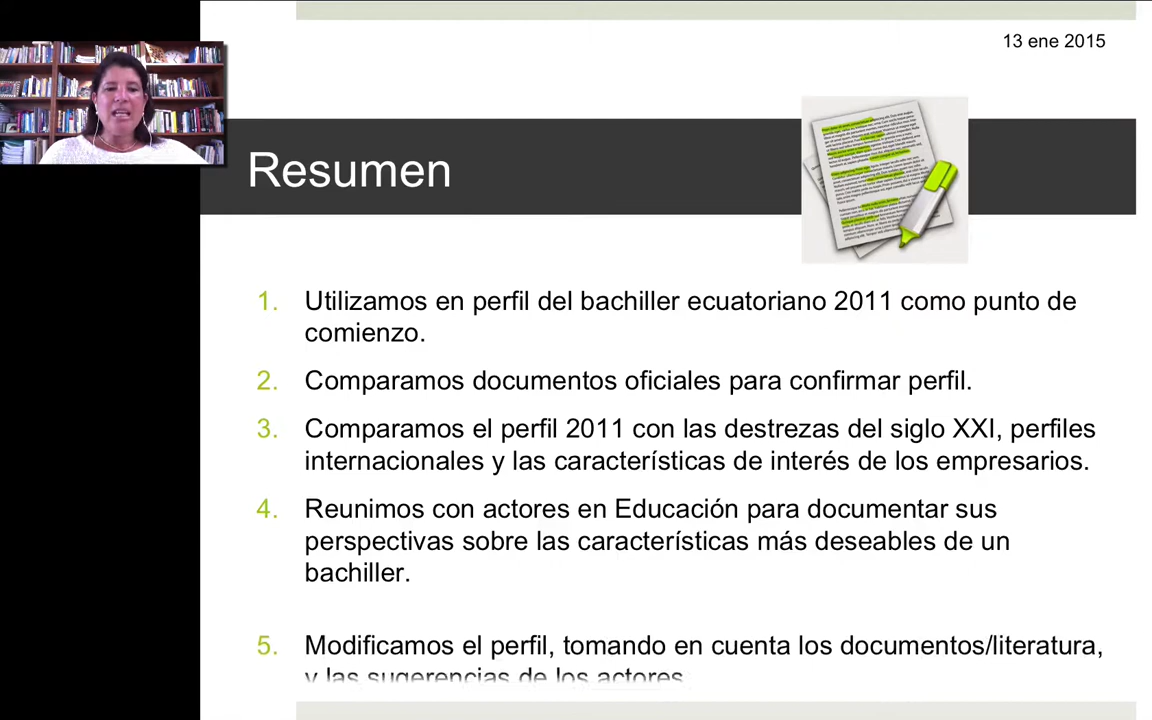 13 ene 2015
Resumen
1. Utilizamos en perfil del bachiller ecuatoriano 2011 como punto de
comienzo.
2. Comparamos documentos oficiales para confirmar perfil.
3. Comparamos el perfil 2011 con las destrezas del siglo XXI, perfiles
internacionales y las características de interés de los empresarios.
4. Reunimos con actores en Educación para documentar sus
perspectivas sobre las características más deseables de un
bachiller.
5. Modificamos el perfil, tomando en cuenta los documentos/literatura,
y las sugerencias de los actores.